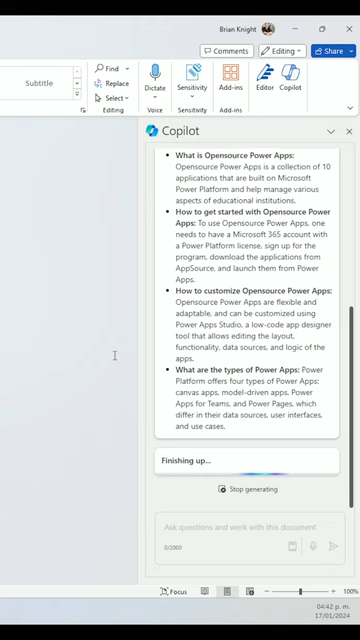 Brian Knight
Comments
Editing
Share
Subtitle
Find
Replace
Select
Dictate
Sensitivity
Add-ins
Editor
Copilot
Editing
Voice
Sensitivity
Add-ins
Copilot
• What is Opensource Power Apps:
Opensource Power Apps is a collection of 10
applications that are built on Microsoft
Power Platform and help manage various
aspects of educational institutions.
• How to get started with Opensource Power
Apps: To use Opensource Power Apps, one
needs to have a Microsoft 365 account with
a Power Platform license, sign up for the
program, download the applications from
AppSource, and launch them from Power
Apps.
• How to customize Opensource Power Apps:
Opensource Power Apps are flexible and
adaptable, and can be customized using
Power Apps Studio, a low-code app designer
tool that allows editing the layout,
functionality, data sources, and logic of the
apps.
• What are the types of Power Apps: Power
Platform offers four types of Power Apps:
canvas apps, model-driven apps, Power
Apps for Teams, and Power Pages, which
differ in their data sources, user interfaces,
and use cases.
Finishing up...
Stop generating
Ask questions and work with this document
0/2000
Focus
100%
04:42 p. m.
17/01/2024